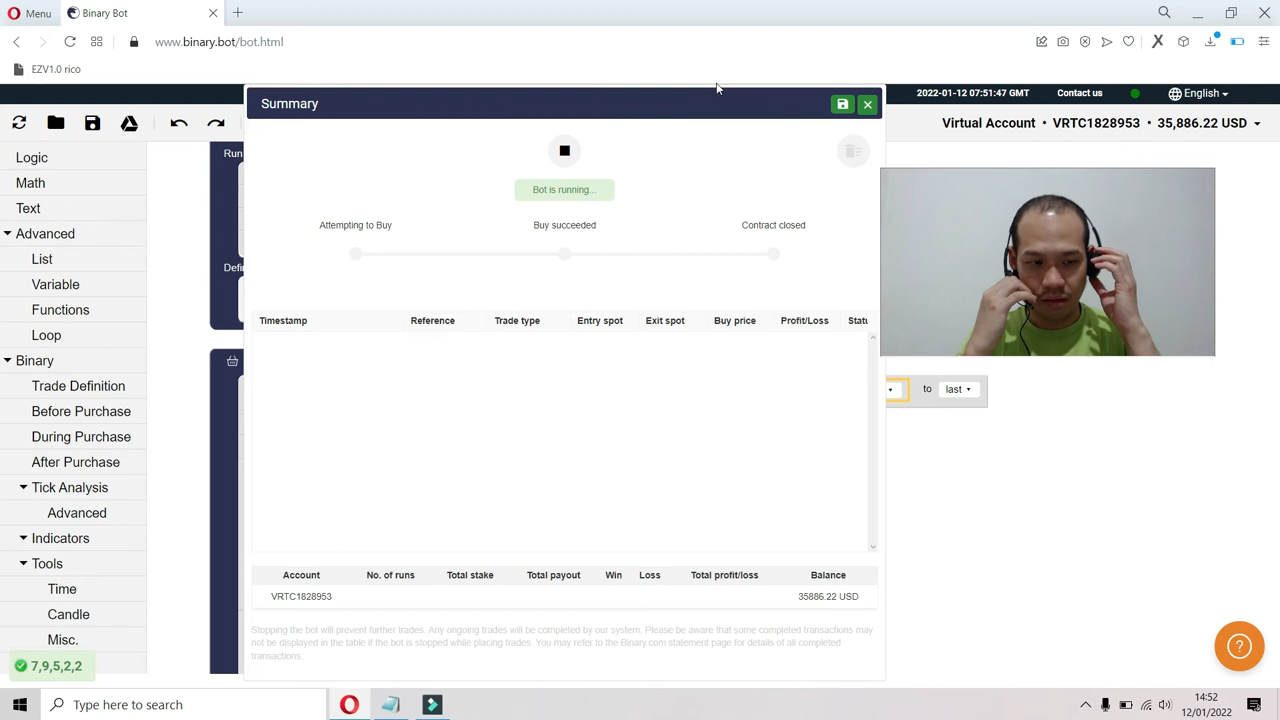 Menu
Binary Bot
www.binary.bot/bot.html
EZV1.0 rico
Summary
2022-01-12 07:51:47 GMT
Contact us
English
Virtual Account • VRTC1828953 • 35,886.22 USD
Logic
Math
Text
Advanced
List
Variable
Functions
Loop
Binary
Trade Definition
Before Purchase
During Purchase
After Purchase
Tick Analysis
Advanced
Indicators
Tools
Time
Candle
Misc.
7,9,5,2,2
Run
Defin
Bot is running...
Attempting to Buy
Buy succeeded
Contract closed
Timestamp Reference Trade type Entry spot Exit spot Buy price Profit/Loss Statu
to last
Account No. of runs Total stake Total payout Win Loss Total profit/loss Balance
VRTC1828953 35886.22 USD
Stopping the bot will prevent further trades. Any ongoing trades will be completed by our system. Please be aware that some completed transactions may
not be displayed in the table if the bot is stopped while placing trades. You may refer to the Binary.com statement page for details of all completed
transactions.
?
Type here to search
14:52
12/01/2022